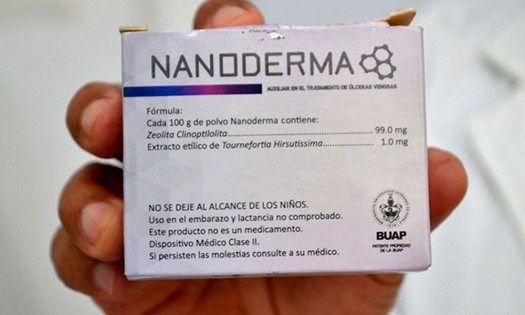 NANODERMA
AUXILIAR EN EL TRATAMIENTO DE ÚLCERAS VENOSAS
Fórmula:
Cada 100 g de polvo Nanoderma contiene:
Zeolita Clinoptilolita 99.0 mg
Extracto etílico de Tournefortia Hirsutissima 1.0 mg
NO SE DEJE AL ALCANCE DE LOS NIÑOS.
Uso en el embarazo y lactancia no comprobado.
Este producto no es un medicamento.
Dispositivo Médico Clase II.
Si persisten las molestias consulte a su médico.
BUAP
PATENTE PROPIEDAD
DE LA BUAP